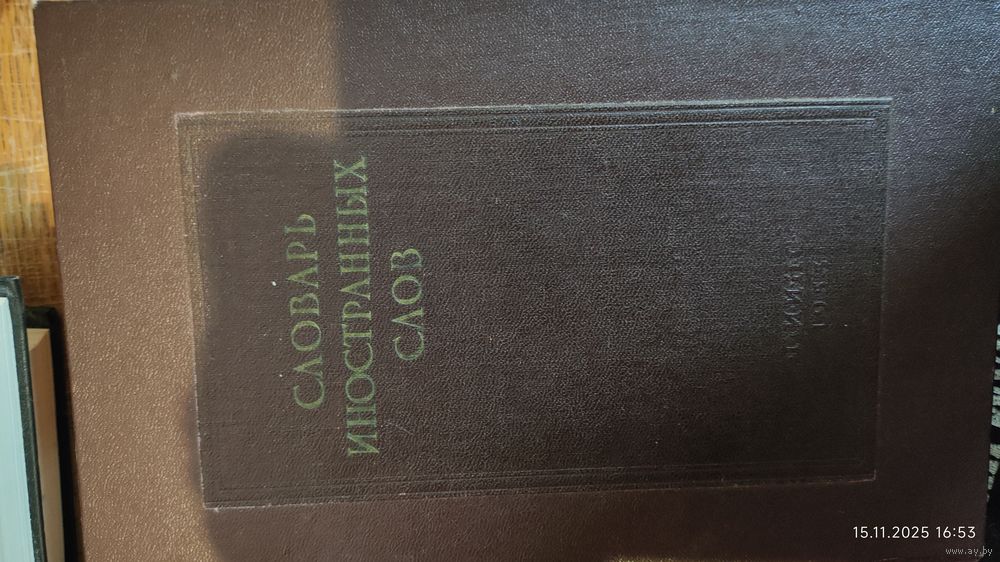 СЛОВАРЬ
ИНОСТРАННЫХ
СЛОВ
15.11.2025 16:53
www.ay.by